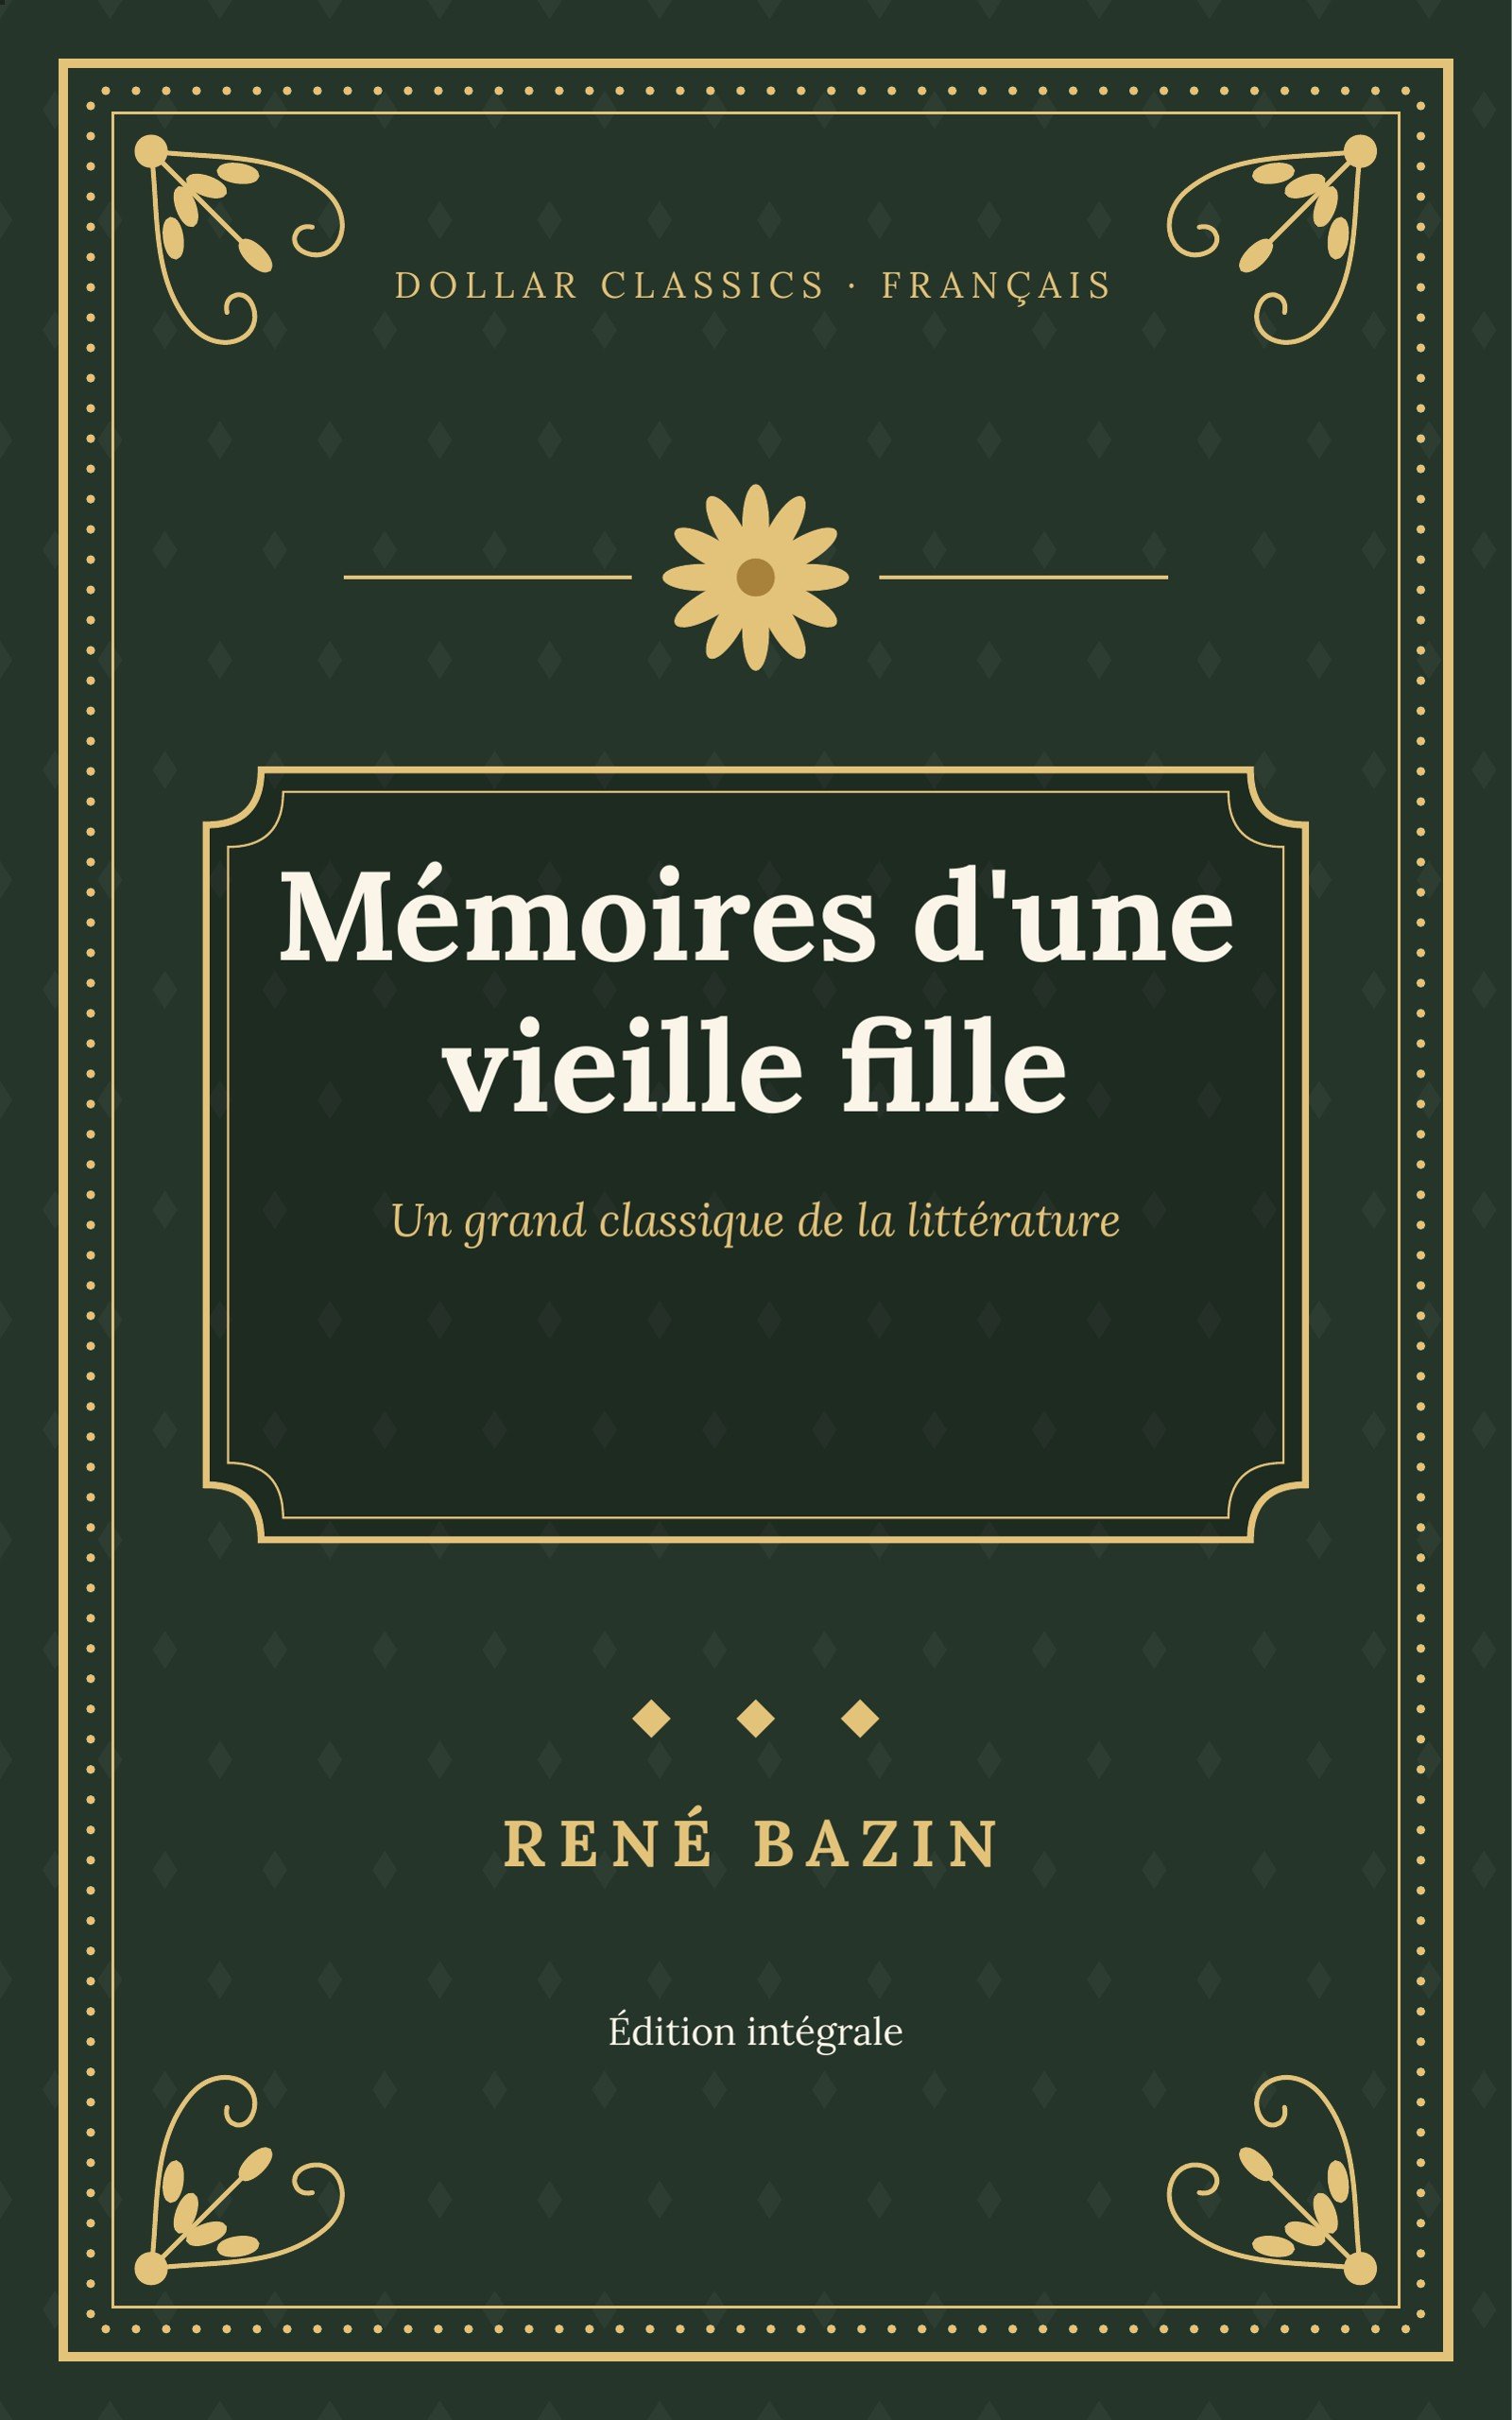 DOLLAR CLASSICS · FRANÇAIS
Mémoires d'une
vieille fille
Un grand classique de la littérature
RENÉ BAZIN
Édition intégrale